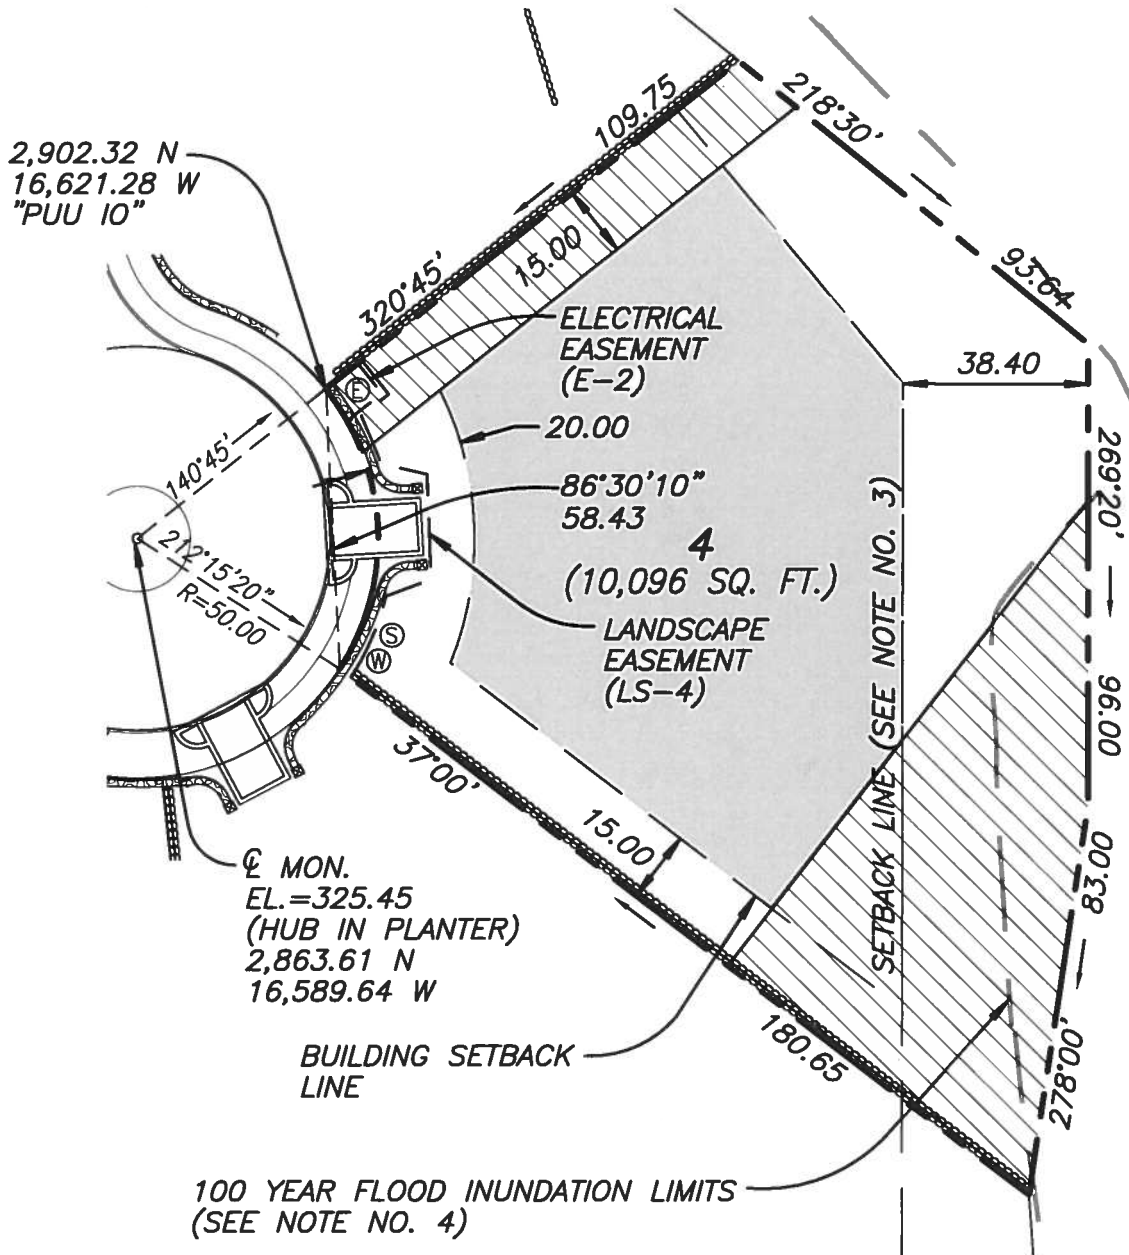 218°30'
109.75
2,902.32 N
16,621.28 W
"PUU IO"
15.00
93.64
320°45'
ELECTRICAL
EASEMENT
(E-2)
38.40
E
20.00
140°45'
269°20'
86°30'10"
58.43
212°15'20"
R=50.00
4
(10,096 SQ. FT.)
SETBACK LINE (SEE NOTE NO. 3)
LANDSCAPE
EASEMENT
(LS-4)
S
W
96.00
37°00'
15.00
83.00
℄ MON.
EL.=325.45
(HUB IN PLANTER)
2,863.61 N
16,589.64 W
180.65
278°00'
BUILDING SETBACK
LINE
100 YEAR FLOOD INUNDATION LIMITS
(SEE NOTE NO. 4)